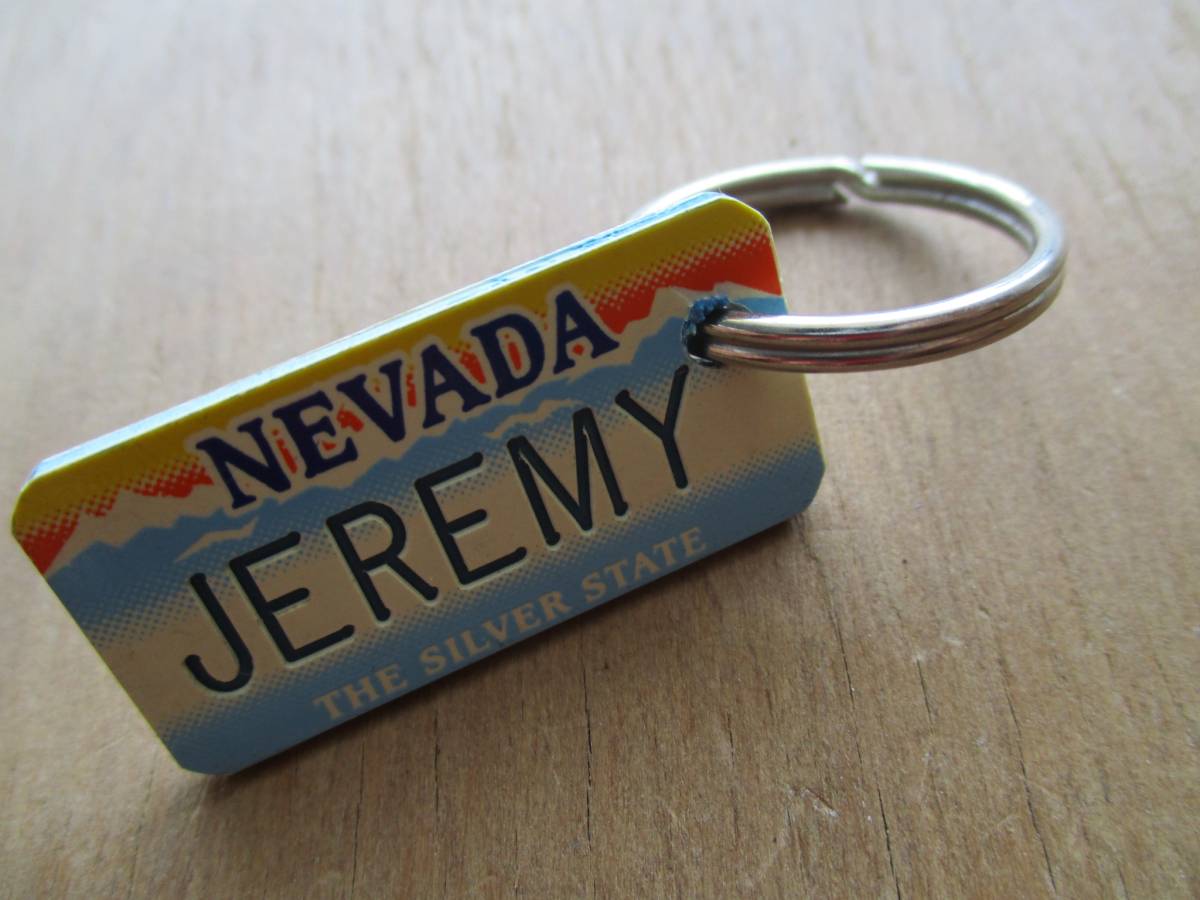 NEVADA
JEREMY
THE SILVER STATE